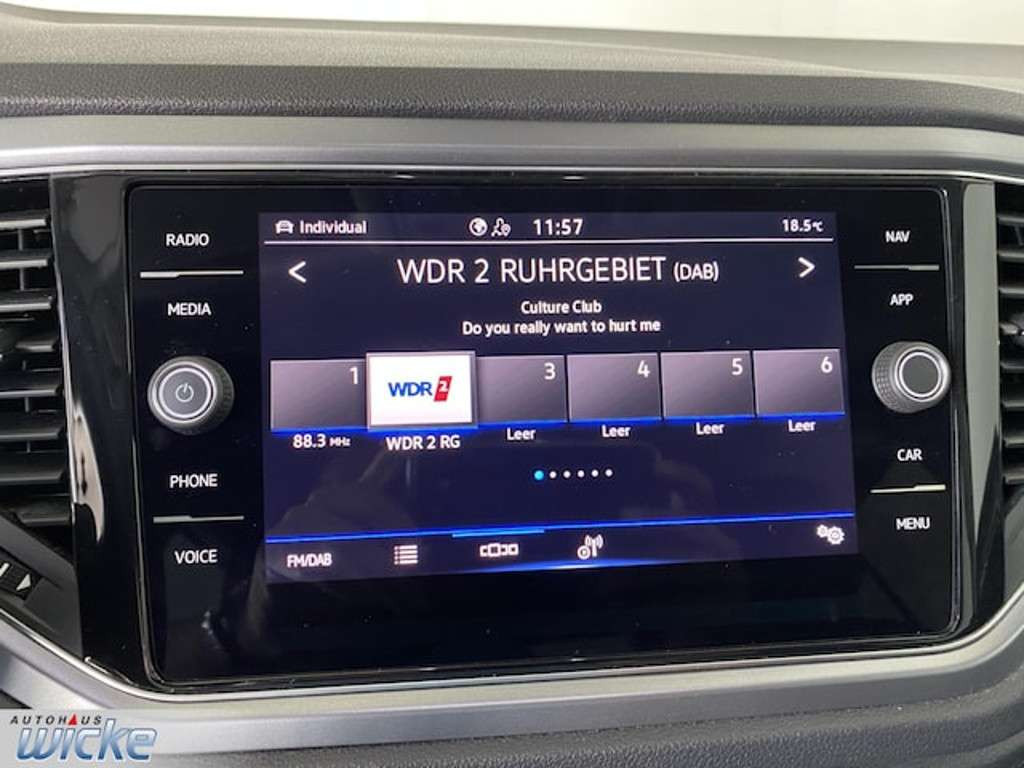 Individual 11:57 18.5°C
RADIO
NAV
< WDR 2 RUHRGEBIET (DAB) >
MEDIA
APP
Culture Club
Do you really want to hurt me
1 WDR 2 3 4 5 6
88.3 MHz WDR 2 RG Leer Leer Leer Leer
PHONE
CAR
VOICE
MENU
FM/DAB
AUTOHAUS
wicke